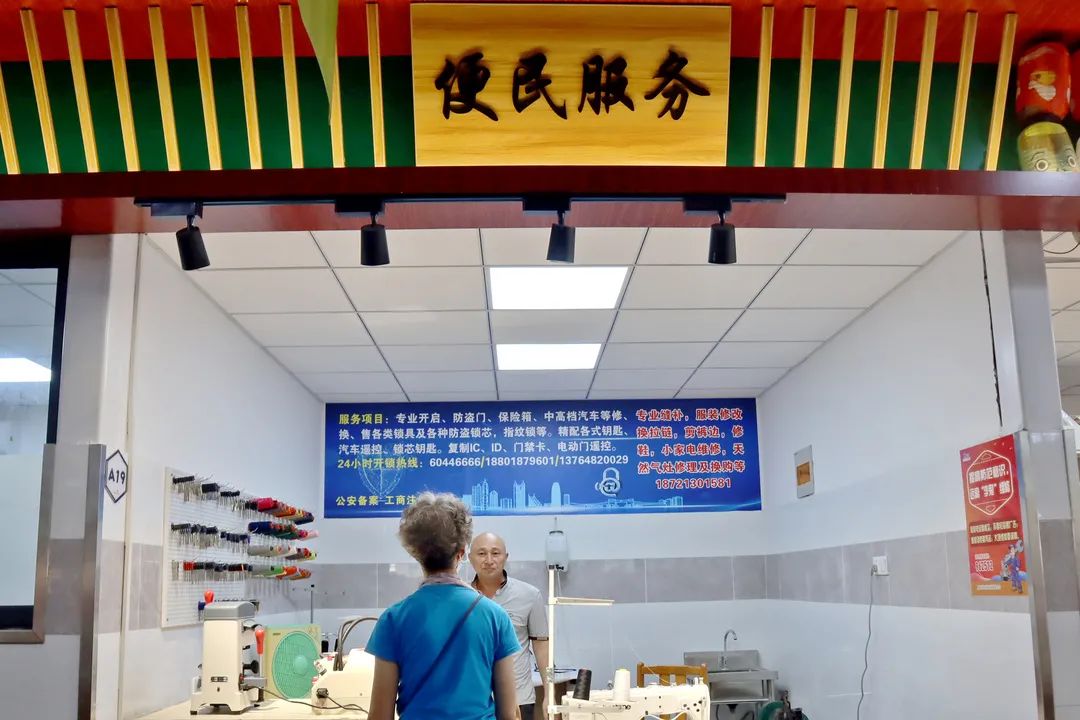 便民服务
服务项目：专业开启、防盗门、保险箱、中高档汽车等修、
换、售各类锁具及各种防盗锁芯，指纹锁等。精配各式钥匙、
汽车遥控、锁芯钥匙。复制IC、ID、门禁卡、电动门遥控。
24小时开锁热线：60446666/18801879601/13764820029
公安备案 工商注
专业缝补，服装修改
换拉链，剪拆边，修
鞋，小家电维修，天
然气灶修理及换购等
18721301581
A19
962512